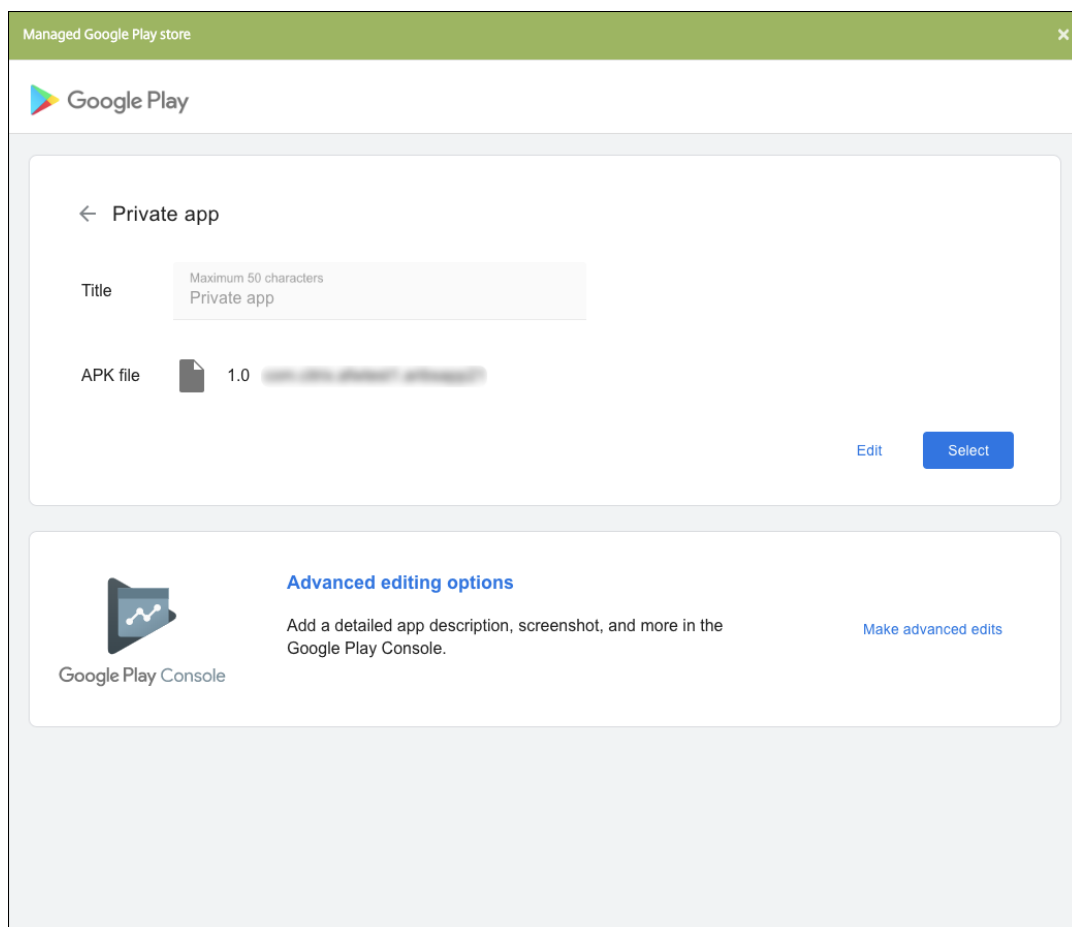 Managed Google Play store
Google Play
Private app
Title
Maximum 50 characters
Private app
APK file
1.0
Edit
Select
Advanced editing options
Add a detailed app description, screenshot, and more in the
Google Play Console.
Make advanced edits
Google Play Console